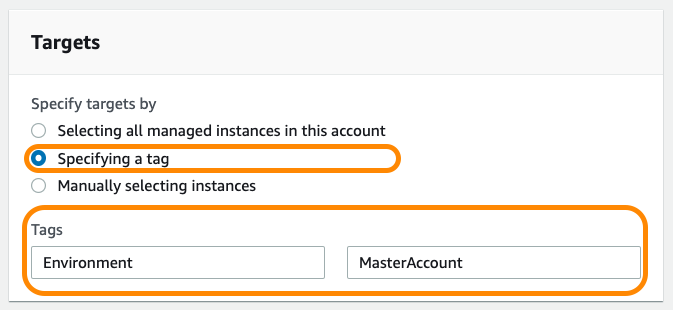 Targets
Specify targets by
Selecting all managed instances in this account
Specifying a tag
Manually selecting instances
Tags
Environment MasterAccount